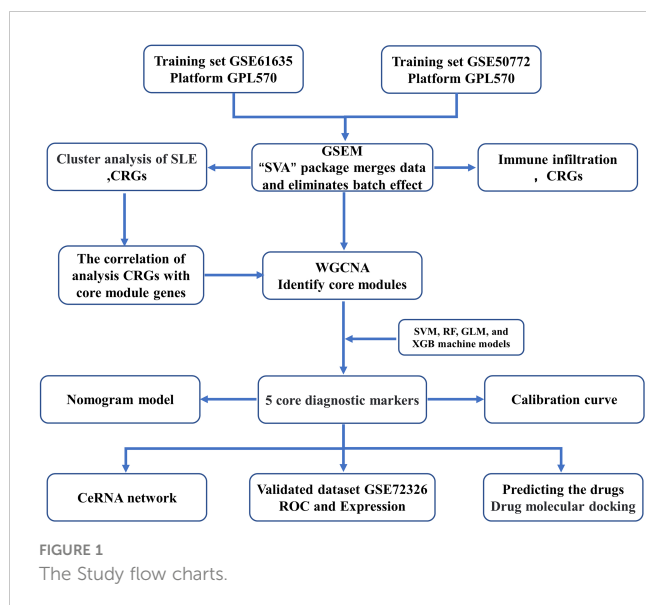 Training set GSE61635
Platform GPL570
Training set GSE50772
Platform GPL570
Cluster analysis of SLE
,CRGs
GSEM
“SVA” package merges data
and eliminates batch effect
Immune infiltration
， CRGs
The correlation of
analysis CRGs with
core module genes
WGCNA
Identify core modules
SVM, RF, GLM, and
XGB machine models
Nomogram model
5 core diagnostic markers
Calibration curve
CeRNA network
Validated dataset GSE72326
ROC and Expression
Predicting the drugs
Drug molecular docking
FIGURE 1
The Study flow charts.